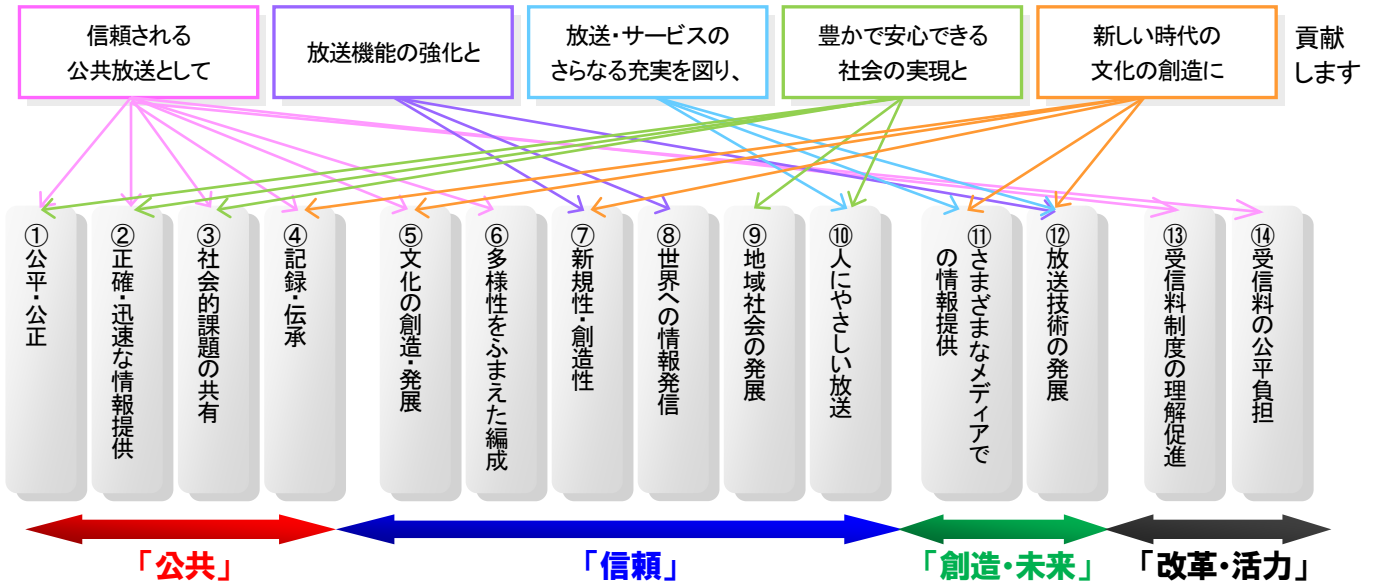 信頼される
公共放送として
放送機能の強化と
放送・サービスの
さらなる充実を図り、
豊かで安心できる
社会の実現と
新しい時代の
文化の創造に
貢献
します
①公平・公正
②正確・迅速な情報提供
③社会的課題の共有
④記録・伝承
⑤文化の創造・発展
⑥多様性をふまえた編成
⑦新規性・創造性
⑧世界への情報発信
⑨地域社会の発展
⑩人にやさしい放送
⑪さまざまなメディアで
の情報提供
⑫放送技術の発展
⑬受信料制度の理解促進
⑭受信料の公平負担
「公共」
「信頼」
「創造・未来」
「改革・活力」